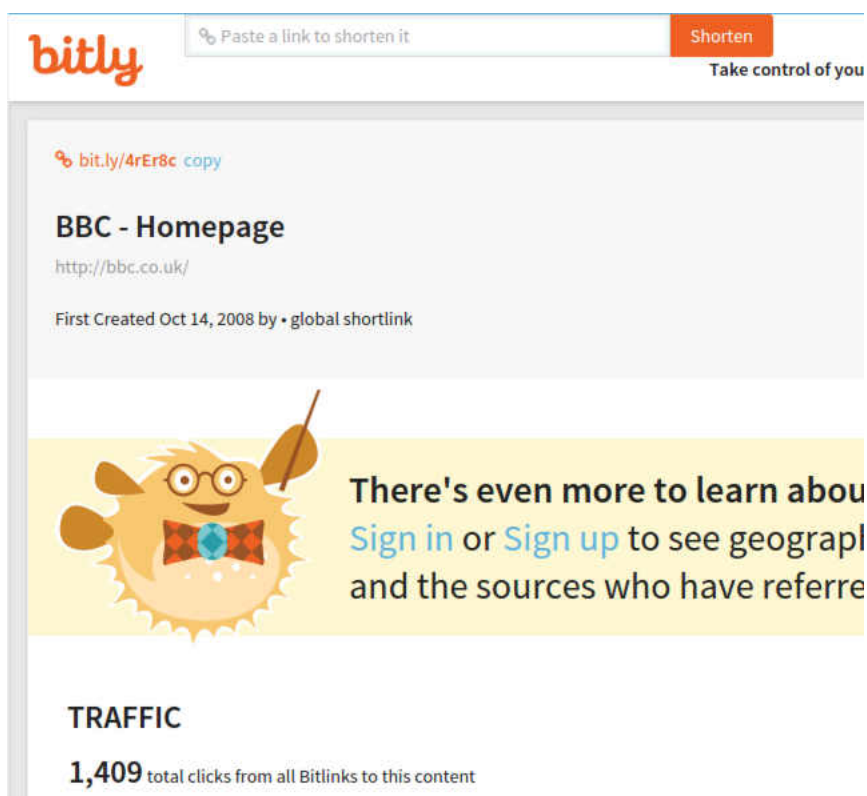 bitly
Paste a link to shorten it
Shorten
Take control of you
bit.ly/4rEr8c copy
BBC - Homepage
http://bbc.co.uk/
First Created Oct 14, 2008 by • global shortlink
There's even more to learn abou
Sign in or Sign up to see geograph
and the sources who have referre
TRAFFIC
1,409 total clicks from all Bitlinks to this content